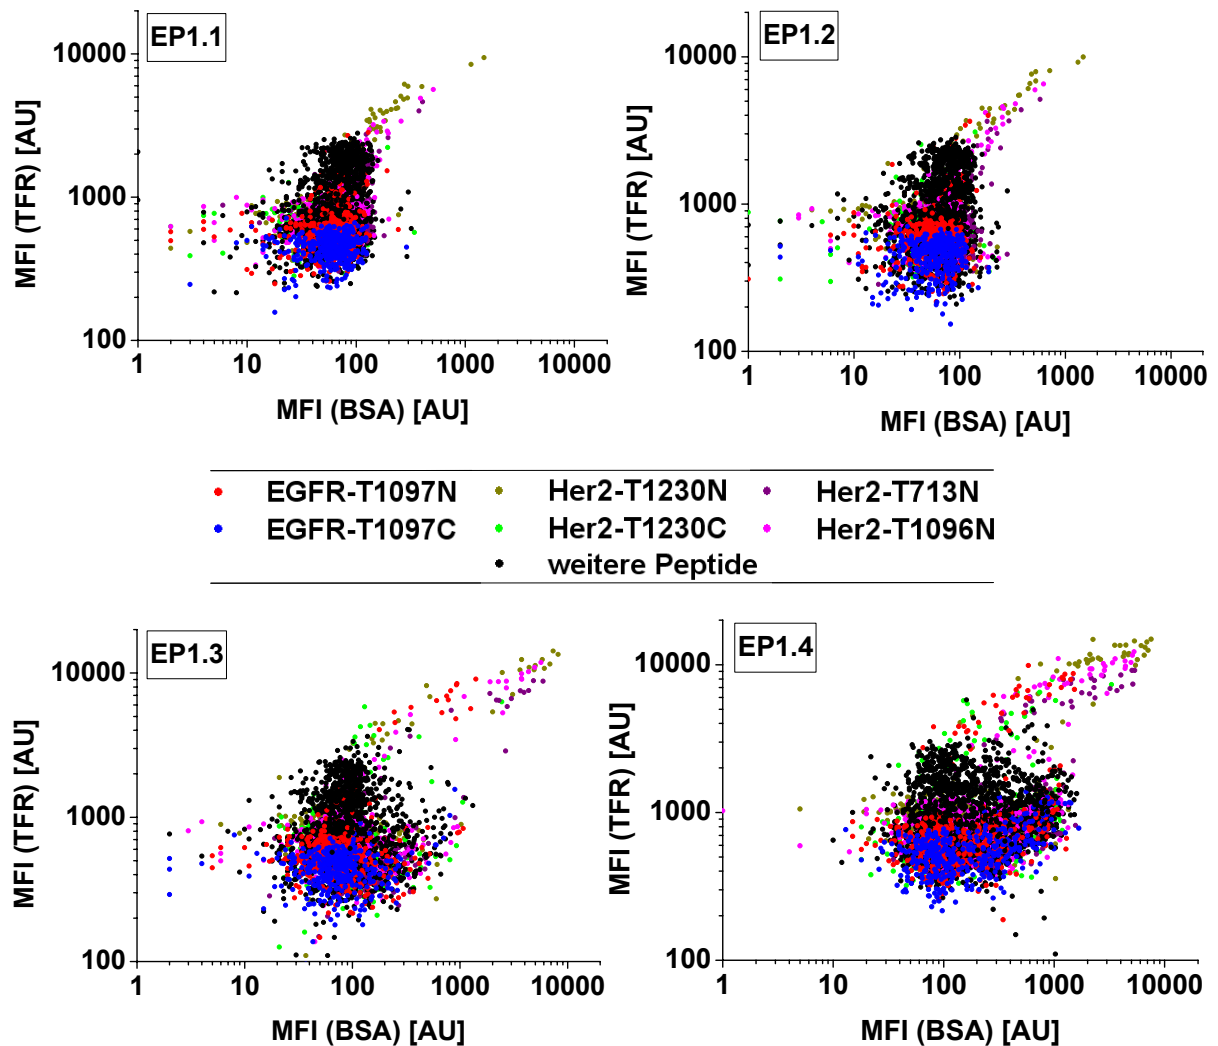 EP1.1
MFI (TFR) [AU]
10000
1000
100
1 10 100 1000 10000
MFI (BSA) [AU]
EP1.2
MFI (TFR) [AU]
10000
1000
100
1 10 100 1000 10000
MFI (BSA) [AU]
EGFR-T1097N Her2-T1230N Her2-T713N
EGFR-T1097C Her2-T1230C Her2-T1096N
weitere Peptide
EP1.3
MFI (TFR) [AU]
10000
1000
100
1 10 100 1000 10000
MFI (BSA) [AU]
EP1.4
MFI (TFR) [AU]
10000
1000
100
1 10 100 1000 10000
MFI (BSA) [AU]